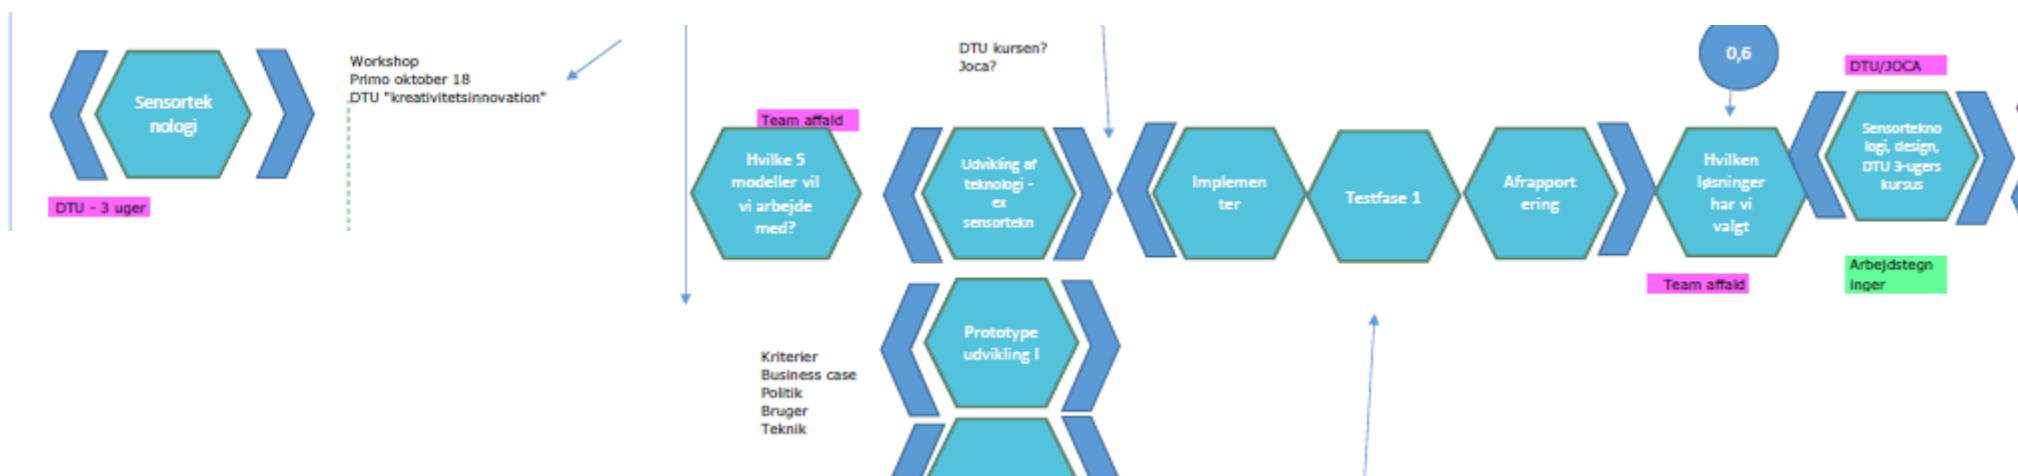 Sensortek
nologi
DTU - 3 uger
Workshop
Primo oktober 18
DTU "kreativitetsinnovation"
Team affald
Hvilke 5
modeller vil
vi arbejde
med?
Kriterier
Business case
Politik
Bruger
Teknik
DTU kursen?
Joca?
Udvikling af
teknologi -
ex
sensortekn
Prototype
udvikling I
Implemen
ter
Testfase 1
Afrapport
ering
0,6
Hvilken
løsninger
har vi
valgt
Team affald
DTU/JOCA
Sensortekno
logi, design,
DTU 3-ugers
kursus
Arbejdstegn
inger